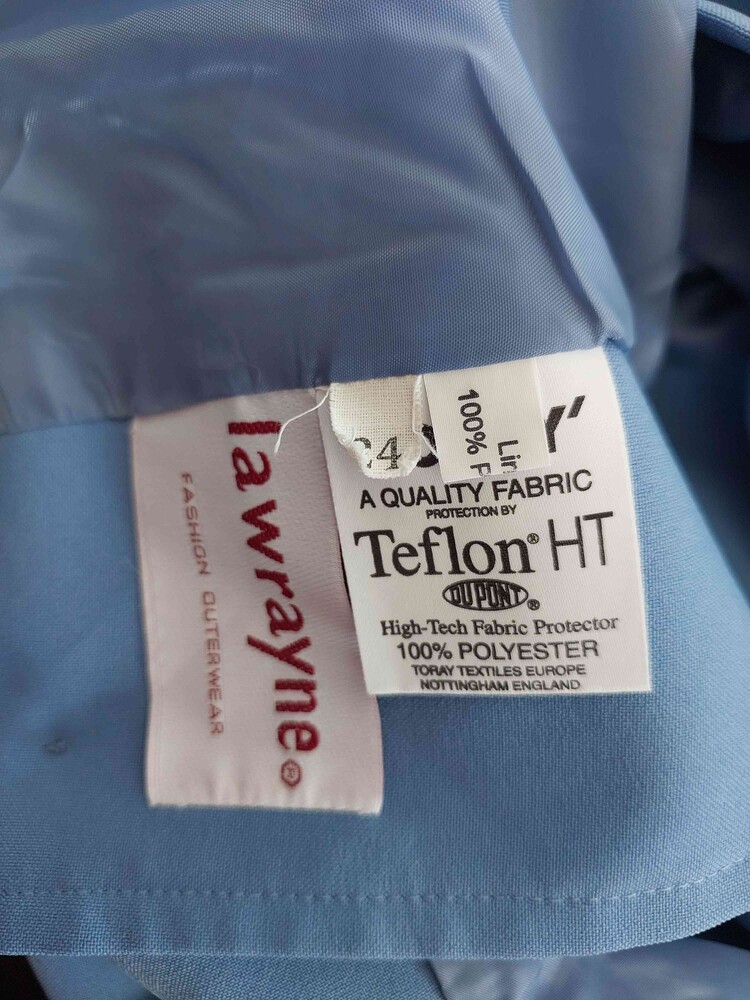 lawrayne®
FASHION OUTERWEAR
24
100%
A QUALITY FABRIC
PROTECTION BY
Teflon® HT
DUPONT®
High-Tech Fabric Protector
100% POLYESTER
TORAY TEXTILES EUROPE
NOTTINGHAM ENGLAND